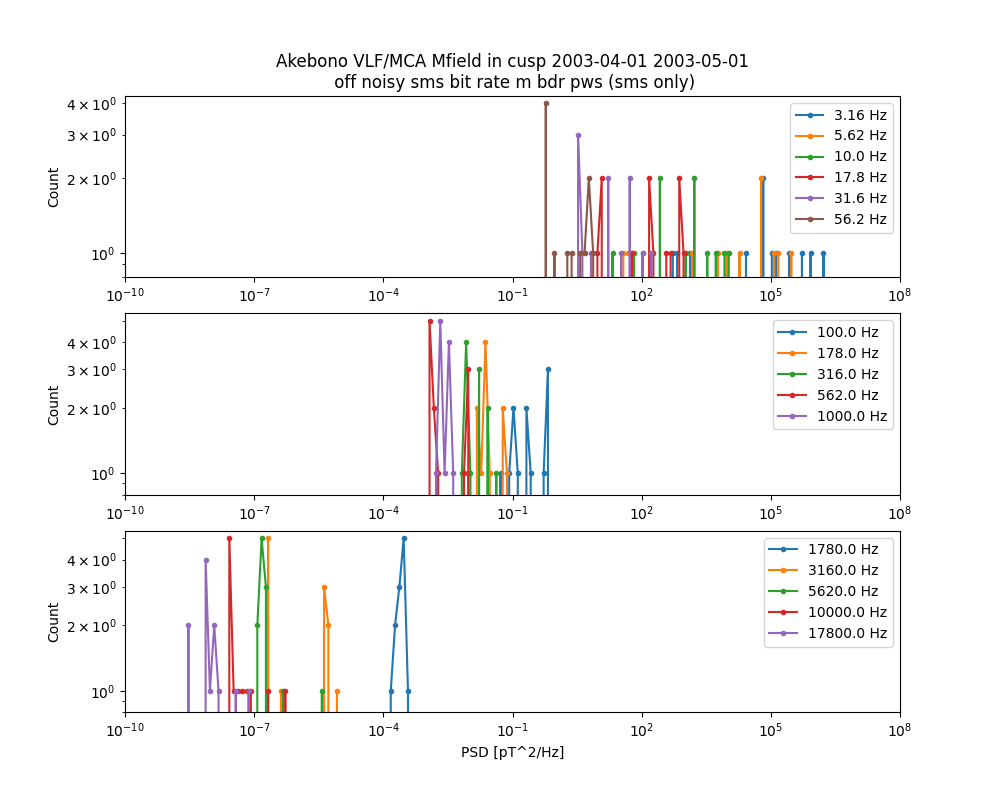 Akebono VLF/MCA Mfield in cusp 2003-04-01 2003-05-01
off noisy sms bit rate m bdr pws (sms only)
4 × 10⁰
3 × 10⁰
2 × 10⁰
10⁰
Count
3.16 Hz
5.62 Hz
10.0 Hz
17.8 Hz
31.6 Hz
56.2 Hz
10⁻¹⁰ 10⁻⁷ 10⁻⁴ 10⁻¹ 10² 10⁵ 10⁸
4 × 10⁰
3 × 10⁰
2 × 10⁰
10⁰
Count
100.0 Hz
178.0 Hz
316.0 Hz
562.0 Hz
1000.0 Hz
10⁻¹⁰ 10⁻⁷ 10⁻⁴ 10⁻¹ 10² 10⁵ 10⁸
4 × 10⁰
3 × 10⁰
2 × 10⁰
10⁰
Count
1780.0 Hz
3160.0 Hz
5620.0 Hz
10000.0 Hz
17800.0 Hz
10⁻¹⁰ 10⁻⁷ 10⁻⁴ 10⁻¹ 10² 10⁵ 10⁸
PSD [pT^2/Hz]